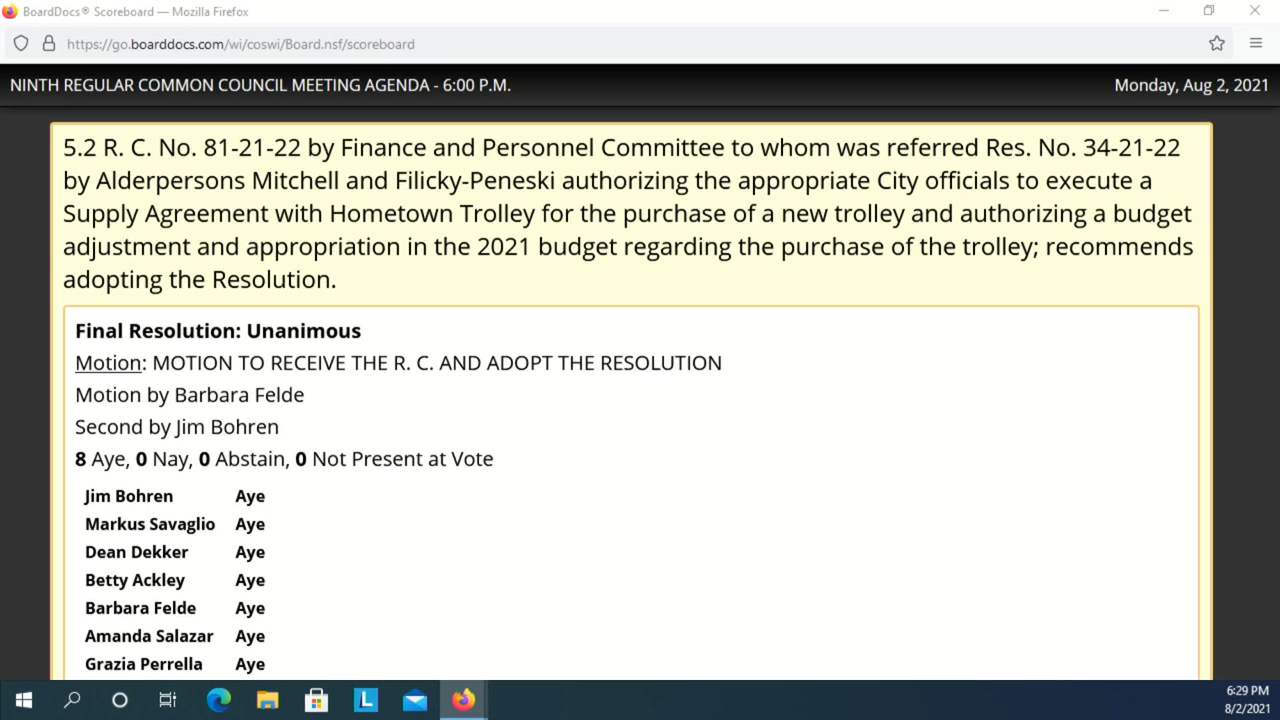 BoardDocs® Scoreboard — Mozilla Firefox
https://go.boarddocs.com/wi/coswi/Board.nsf/scoreboard
NINTH REGULAR COMMON COUNCIL MEETING AGENDA - 6:00 P.M.
Monday, Aug 2, 2021
5.2 R. C. No. 81-21-22 by Finance and Personnel Committee to whom was referred Res. No. 34-21-22
by Alderpersons Mitchell and Filicky-Peneski authorizing the appropriate City officials to execute a
Supply Agreement with Hometown Trolley for the purchase of a new trolley and authorizing a budget
adjustment and appropriation in the 2021 budget regarding the purchase of the trolley; recommends
adopting the Resolution.
Final Resolution: Unanimous
Motion: MOTION TO RECEIVE THE R. C. AND ADOPT THE RESOLUTION
Motion by Barbara Felde
Second by Jim Bohren
8 Aye, 0 Nay, 0 Abstain, 0 Not Present at Vote
Jim Bohren Aye
Markus Savaglio Aye
Dean Dekker Aye
Betty Ackley Aye
Barbara Felde Aye
Amanda Salazar Aye
Grazia Perrella Aye
L
6:29 PM
8/2/2021